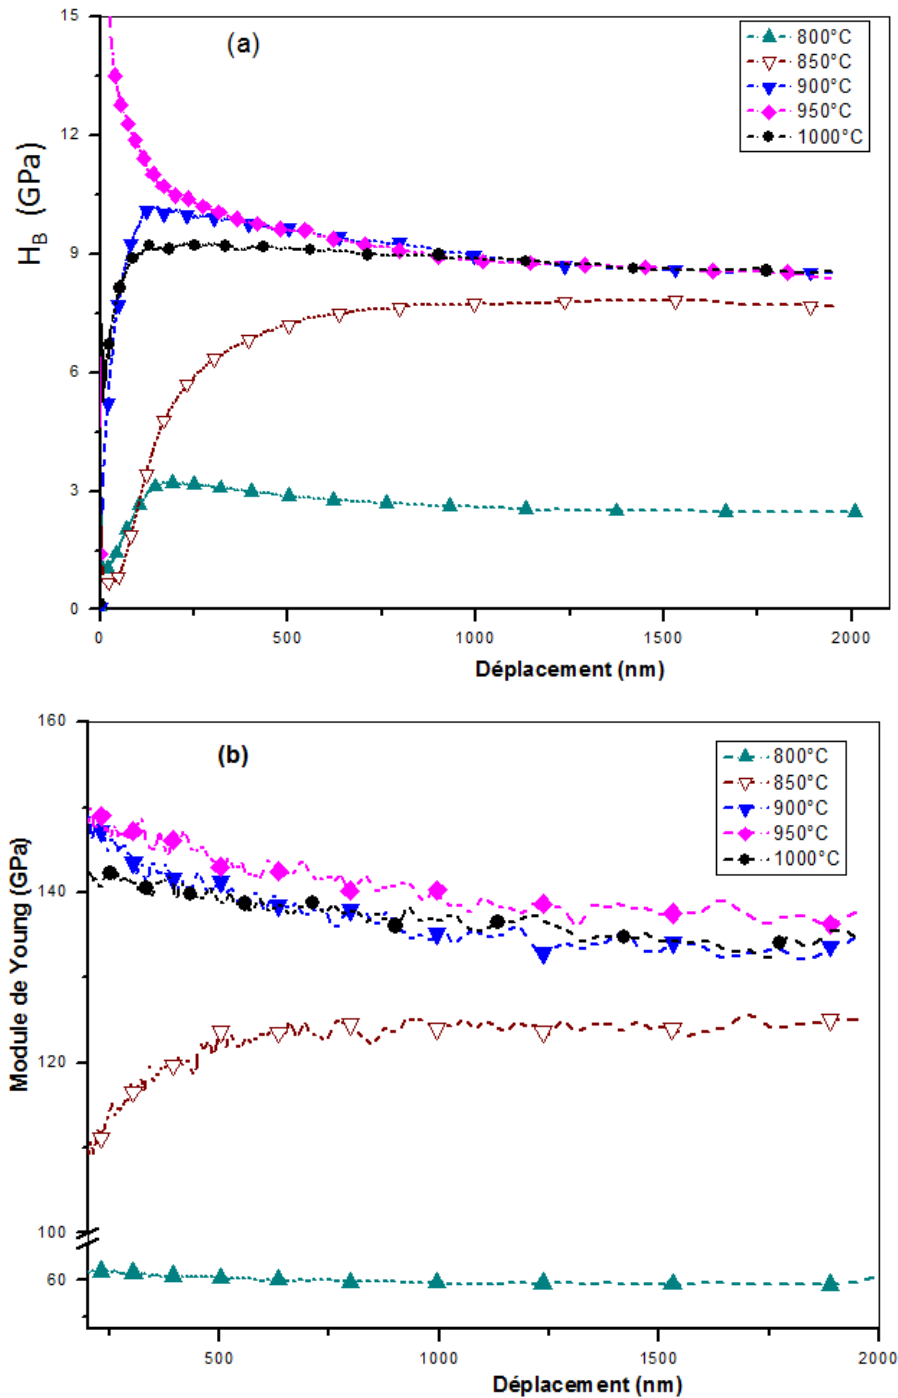 (a)
800°C
850°C
900°C
950°C
1000°C
15
12
9
6
3
0
H_B (GPa)
0 500 1000 1500 2000
Déplacement (nm)
(b)
800°C
850°C
900°C
950°C
1000°C
160
140
120
100
60
Module de Young (GPa)
500 1000 1500 2000
Déplacement (nm)